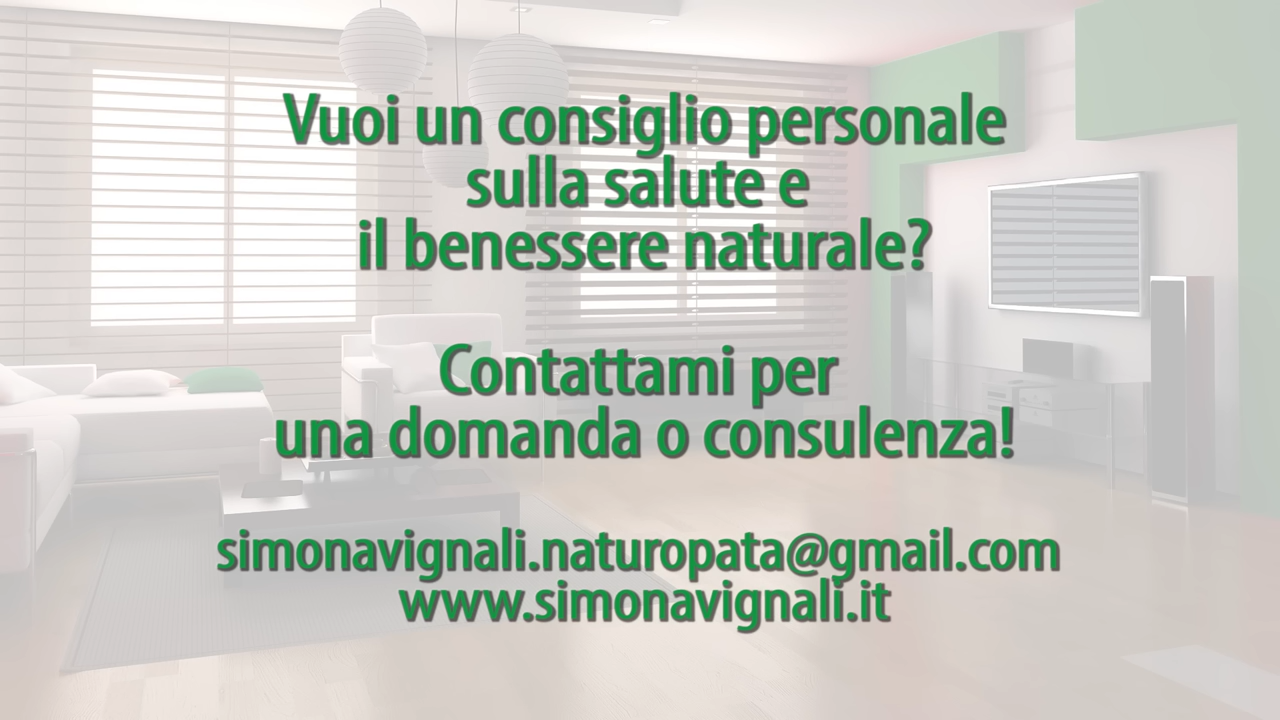 Vuoi un consiglio personale
sulla salute e
il benessere naturale?
Contattami per
una domanda o consulenza!
simonavignali.naturopata@gmail.com
www.simonavignali.it